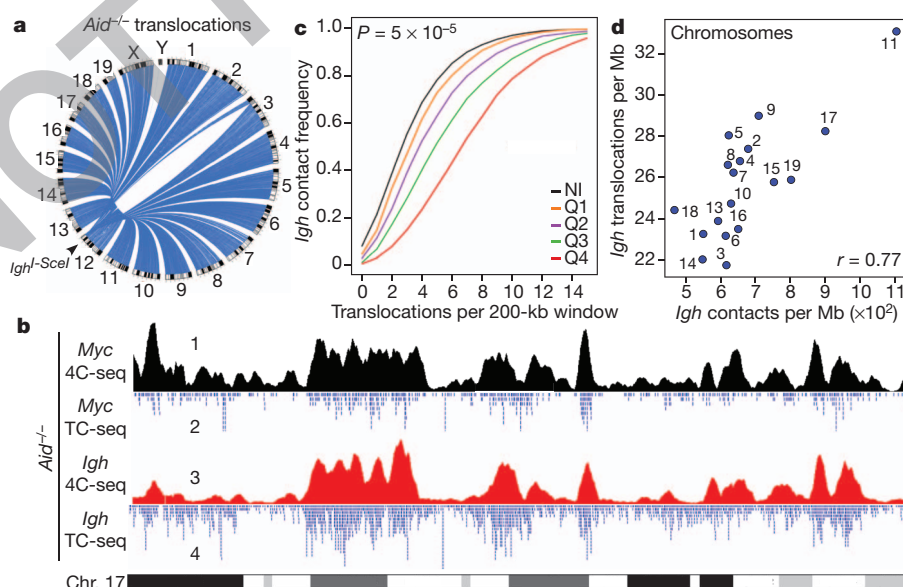 a
Aid−/− translocations
X Y 1
2
3
4
5
6
7
8
9
10
11
12
13
14
15
16
17
18
19
IghI-SceI
c
P = 5 × 10−5
Igh contact frequency
1.0
0.8
0.6
0.4
0.2
0
NI
Q1
Q2
Q3
Q4
0 2 4 6 8 10 12 14
Translocations per 200-kb window
d
Chromosomes
Igh translocations per Mb
32
30
28
26
24
22
11
9
17
5
2
8
4
7
15
19
10
18
13
16
1
6
14
3
r = 0.77
5 6 7 8 9 10 11
Igh contacts per Mb (×10²)
b
Aid−/−
Myc
4C-seq
1
Myc
TC-seq
2
Igh
4C-seq
3
Igh
TC-seq
4
Chr. 17